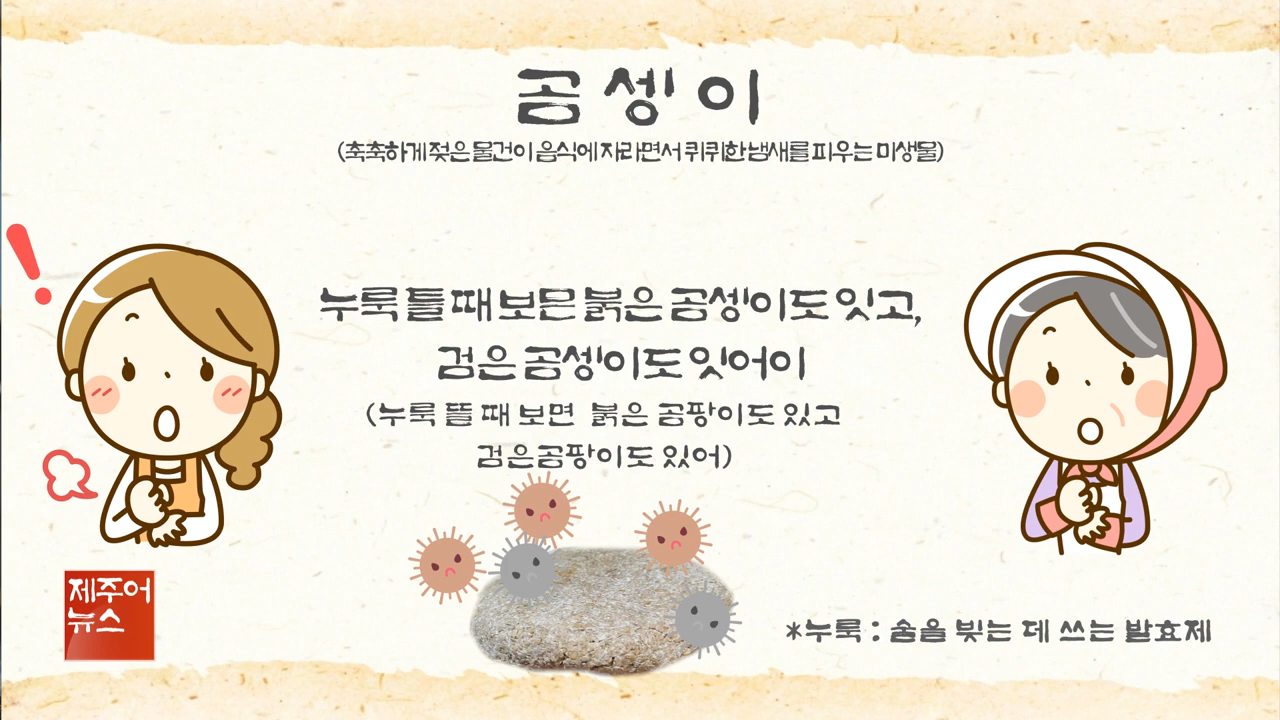 곰셍이
(축축하게 젖은 물건이 음식에 자라면서 퀴퀴한 냄새를 피우는 미생물)
누룩 틀 때 보믄 붉은 곰셍이도 잇고,
검은 곰셍이도 잇어이
(누룩 뜰 때 보면 붉은 곰팡이도 있고
검은곰팡이도 있어)
*누룩 : 술을 빚는 데 쓰는 발효제
제주어
뉴스